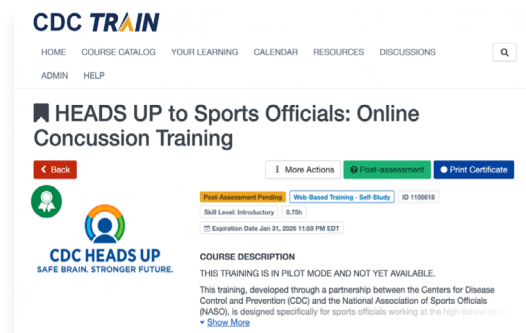 CDC TRAIN
HOME COURSE CATALOG YOUR LEARNING CALENDAR RESOURCES DISCUSSIONS
ADMIN HELP
HEADS UP to Sports Officials: Online
Concussion Training
Back
More Actions
Post-assessment
Print Certificate
Post-Assessment Pending Web-Based Training - Self-Study ID 1105618
Skill Level: Introductory 0.75h
Expiration Date Jan 31, 2026 11:59 PM EDT
CDC HEADS UP
SAFE BRAIN. STRONGER FUTURE.
COURSE DESCRIPTION
THIS TRAINING IS IN PILOT MODE AND NOT YET AVAILABLE.
This training, developed through a partnership between the Centers for Disease
Control and Prevention (CDC) and the National Association of Sports Officials
(NASO), is designed specifically for sports officials working at the high school level
Show More